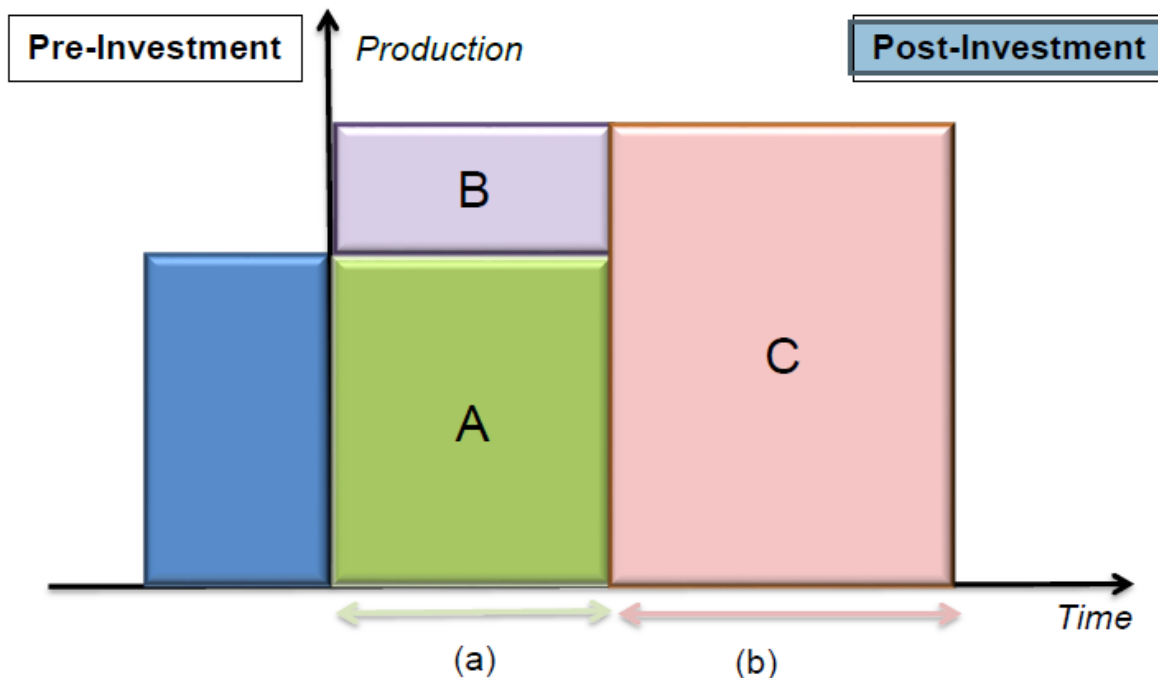 Pre-Investment
Production
Post-Investment
B
A
C
Time
(a)
(b)